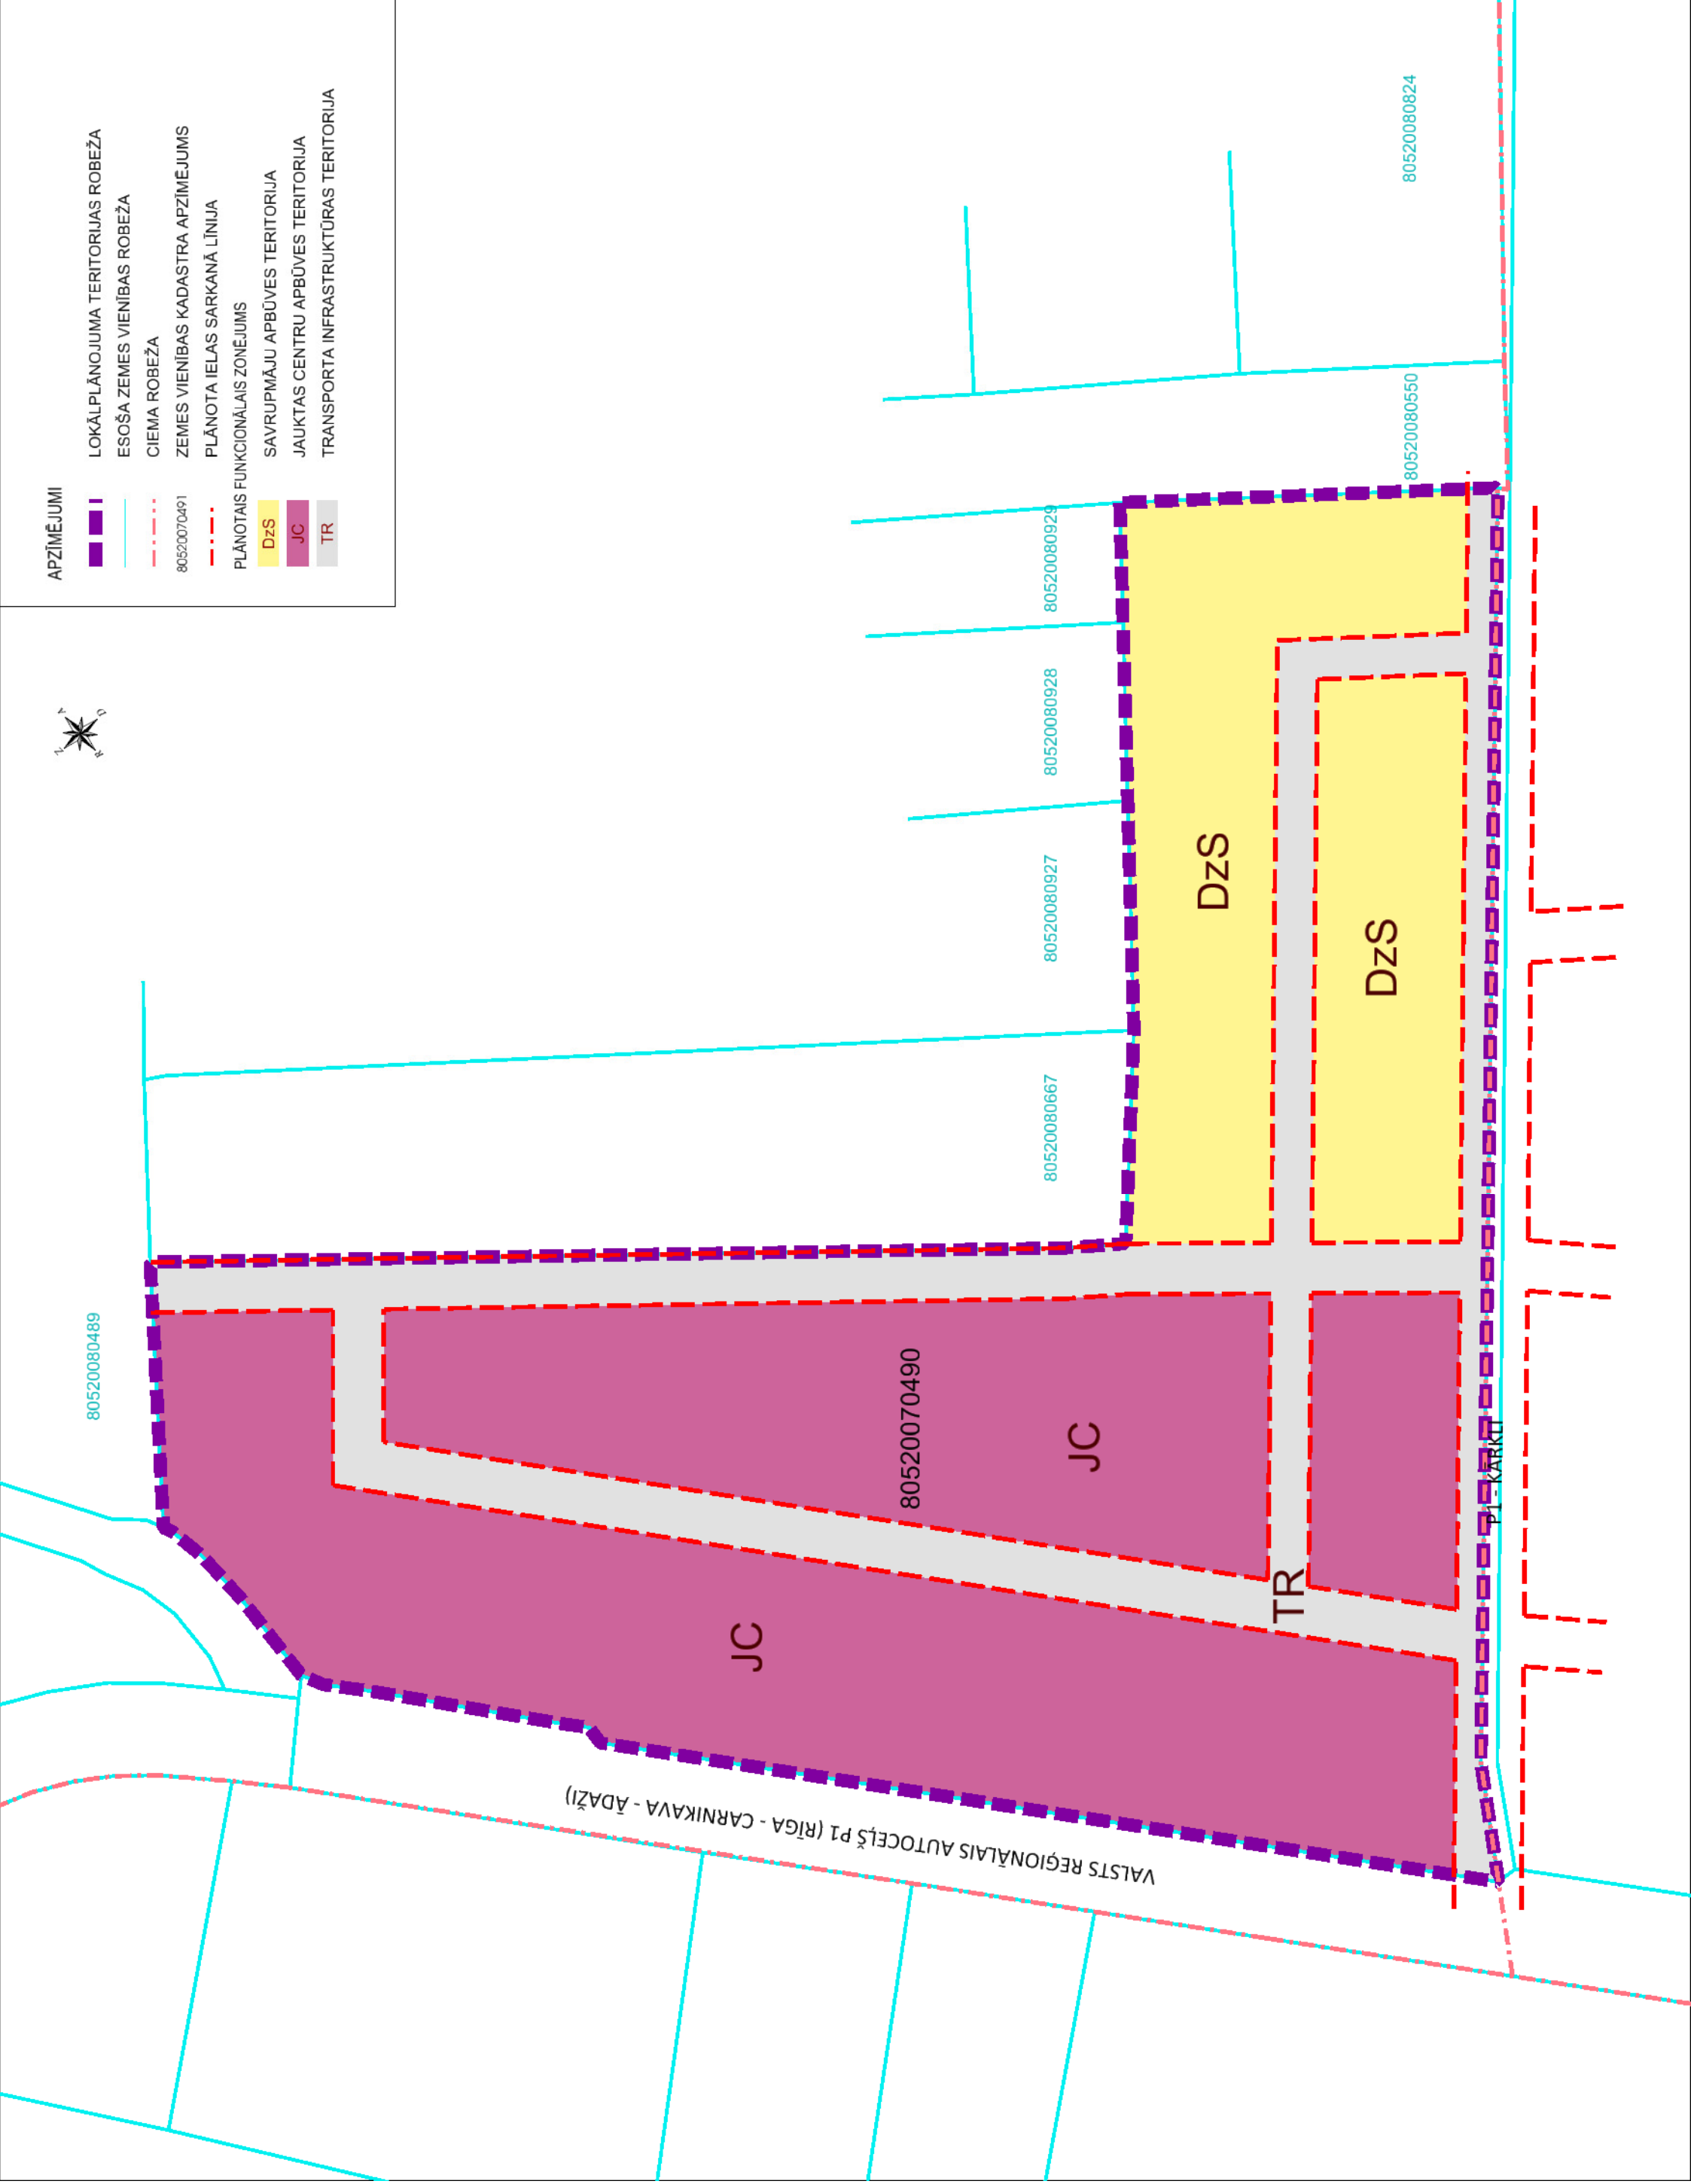 APZĪMĒJUMI
LOKĀLPLĀNOJUMA TERITORIJAS ROBEŽA
ESOŠA ZEMES VIENĪBAS ROBEŽA
CIEMA ROBEŽA
80520070491 ZEMES VIENĪBAS KADASTRA APZĪMĒJUMS
PLĀNOTA IELAS SARKANĀ LĪNIJA
PLĀNOTAIS FUNKCIONĀLAIS ZONĒJUMS
DzS SAVRUPMĀJU APBŪVES TERITORIJA
JC JAUKTAS CENTRU APBŪVES TERITORIJA
TR TRANSPORTA INFRASTRUKTŪRAS TERITORIJA
Z
A
D
R
80520080489
VALSTS REĢIONĀLAIS AUTOCEĻŠ P1 (RĪGA - CARNIKAVA - ĀDAŽI)
JC
80520070490
JC
80520080667
80520080927
80520080928
80520080929
DzS
TR
DzS
80520080550
80520080824
P1 - KĀRKLI